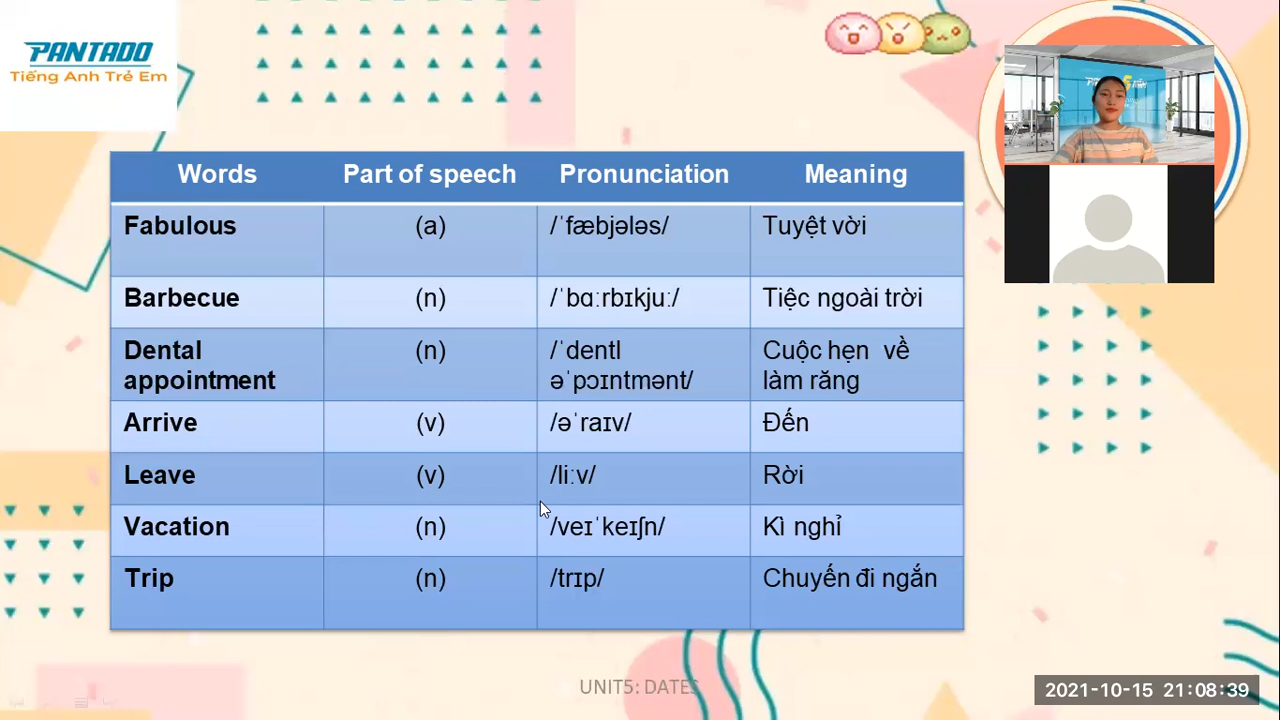 PANTADO
Tiếng Anh Trẻ Em
Words Part of speech Pronunciation Meaning
Fabulous (a) /ˈfæbjələs/ Tuyệt vời
Barbecue (n) /ˈbɑːrbɪkjuː/ Tiệc ngoài trời
Dental (n) /ˈdentl Cuộc hẹn về
appointment əˈpɔɪntmənt/ làm răng
Arrive (v) /əˈraɪv/ Đến
Leave (v) /liːv/ Rời
Vacation (n) /veɪˈkeɪʃn/ Kì nghỉ
Trip (n) /trɪp/ Chuyến đi ngắn
UNIT5: DATES
2021-10-15 21:08:39